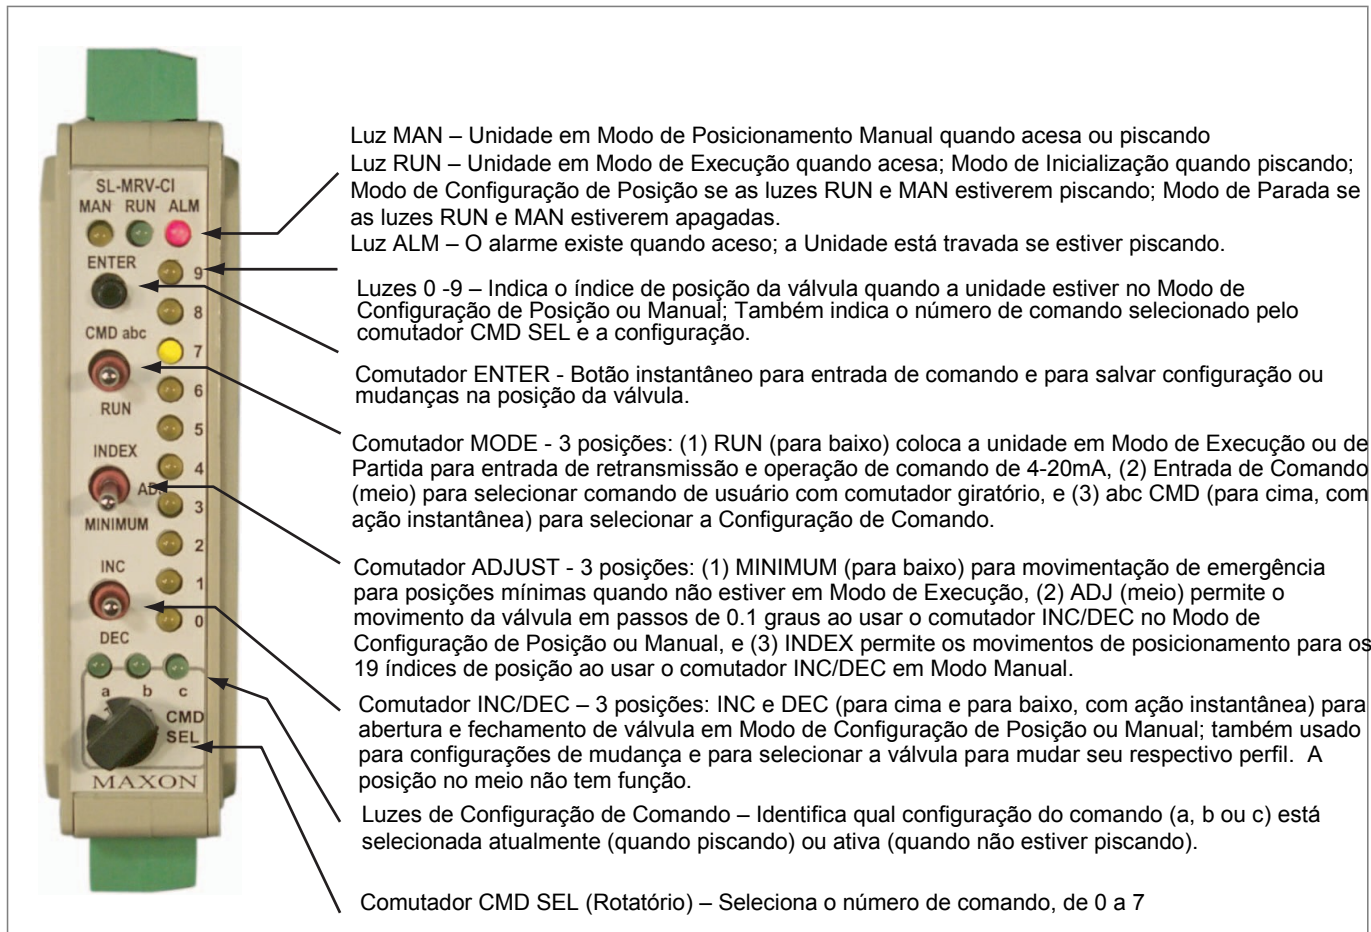 SL-MRV-CI
MAN RUN ALM
ENTER
CMD abc
RUN
INDEX
ADJ
MINIMUM
INC
DEC
9
8
7
6
5
4
3
2
1
0
a b c
CMD
SEL
MAXON
Luz MAN – Unidade em Modo de Posicionamento Manual quando acesa ou piscando
Luz RUN – Unidade em Modo de Execução quando acesa; Modo de Inicialização quando piscando;
Modo de Configuração de Posição se as luzes RUN e MAN estiverem piscando; Modo de Parada se
as luzes RUN e MAN estiverem apagadas.
Luz ALM – O alarme existe quando aceso; a Unidade está travada se estiver piscando.
Luzes 0 -9 – Indica o índice de posição da válvula quando a unidade estiver no Modo de
Configuração de Posição ou Manual; Também indica o número de comando selecionado pelo
comutador CMD SEL e a configuração.
Comutador ENTER - Botão instantâneo para entrada de comando e para salvar configuração ou
mudanças na posição da válvula.
Comutador MODE - 3 posições: (1) RUN (para baixo) coloca a unidade em Modo de Execução ou de
Partida para entrada de retransmissão e operação de comando de 4-20mA, (2) Entrada de Comando
(meio) para selecionar comando de usuário com comutador giratório, e (3) abc CMD (para cima, com
ação instantânea) para selecionar a Configuração de Comando.
Comutador ADJUST - 3 posições: (1) MINIMUM (para baixo) para movimentação de emergência
para posições mínimas quando não estiver em Modo de Execução, (2) ADJ (meio) permite o
movimento da válvula em passos de 0.1 graus ao usar o comutador INC/DEC no Modo de
Configuração de Posição ou Manual, e (3) INDEX permite os movimentos de posicionamento para os
19 índices de posição ao usar o comutador INC/DEC em Modo Manual.
Comutador INC/DEC – 3 posições: INC e DEC (para cima e para baixo, com ação instantânea) para
abertura e fechamento de válvula em Modo de Configuração de Posição ou Manual; também usado
para configurações de mudança e para selecionar a válvula para mudar seu respectivo perfil. A
posição no meio não tem função.
Luzes de Configuração de Comando – Identifica qual configuração do comando (a, b ou c) está
selecionada atualmente (quando piscando) ou ativa (quando não estiver piscando).
Comutador CMD SEL (Rotatório) – Seleciona o número de comando, de 0 a 7